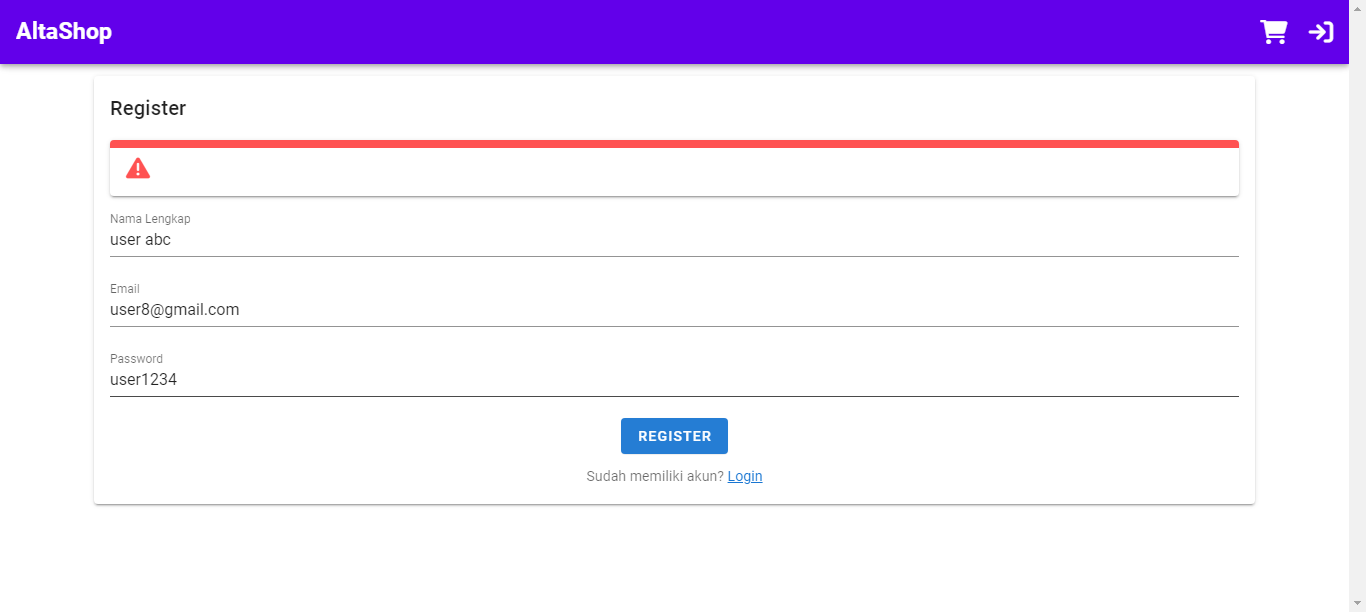 AltaShop
Register
Nama Lengkap
user abc
Email
user8@gmail.com
Password
user1234
REGISTER
Sudah memiliki akun? Login